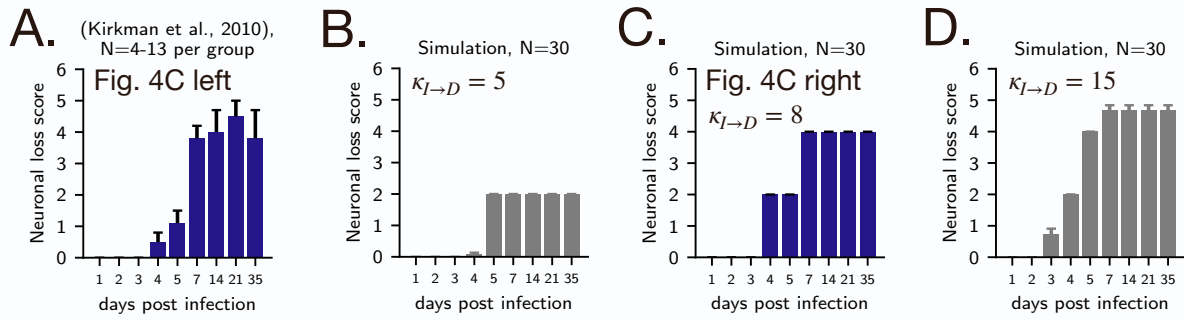 A.
(Kirkman et al., 2010),
N=4-13 per group
Fig. 4C left
Neuronal loss score
6
5
4
3
2
1
0
1 2 3 4 5 7 14 21 35
days post infection
B.
Simulation, N=30
κI→D = 5
Neuronal loss score
6
5
4
3
2
1
0
1 2 3 4 5 7 14 21 35
days post infection
C.
Simulation, N=30
Fig. 4C right
κI→D = 8
Neuronal loss score
6
5
4
3
2
1
0
1 2 3 4 5 7 14 21 35
days post infection
D.
Simulation, N=30
κI→D = 15
Neuronal loss score
6
5
4
3
2
1
0
1 2 3 4 5 7 14 21 35
days post infection